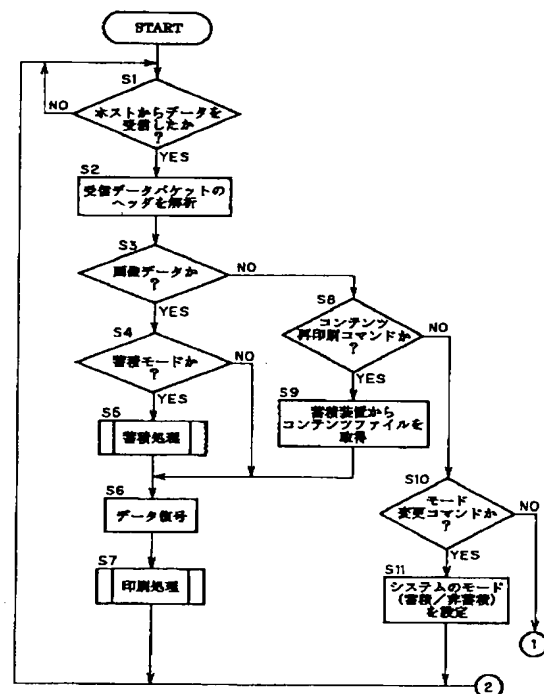 START
S1
ホストからデータを
受信したか
?
NO
YES
S2
受信データパケットの
ヘッダを解析
S3
画像データか
?
NO
YES
S4
蓄積モードか
?
NO
YES
S5
蓄積処理
S6
データ復号
S7
印刷処理
S8
コンテンツ
再印刷コマンドか
?
NO
YES
S9
蓄積装置から
コンテンツファイルを
取得
S10
モード
変更コマンドか
?
NO
YES
S11
システムのモード
(蓄積/非蓄積)
を設定
1
2